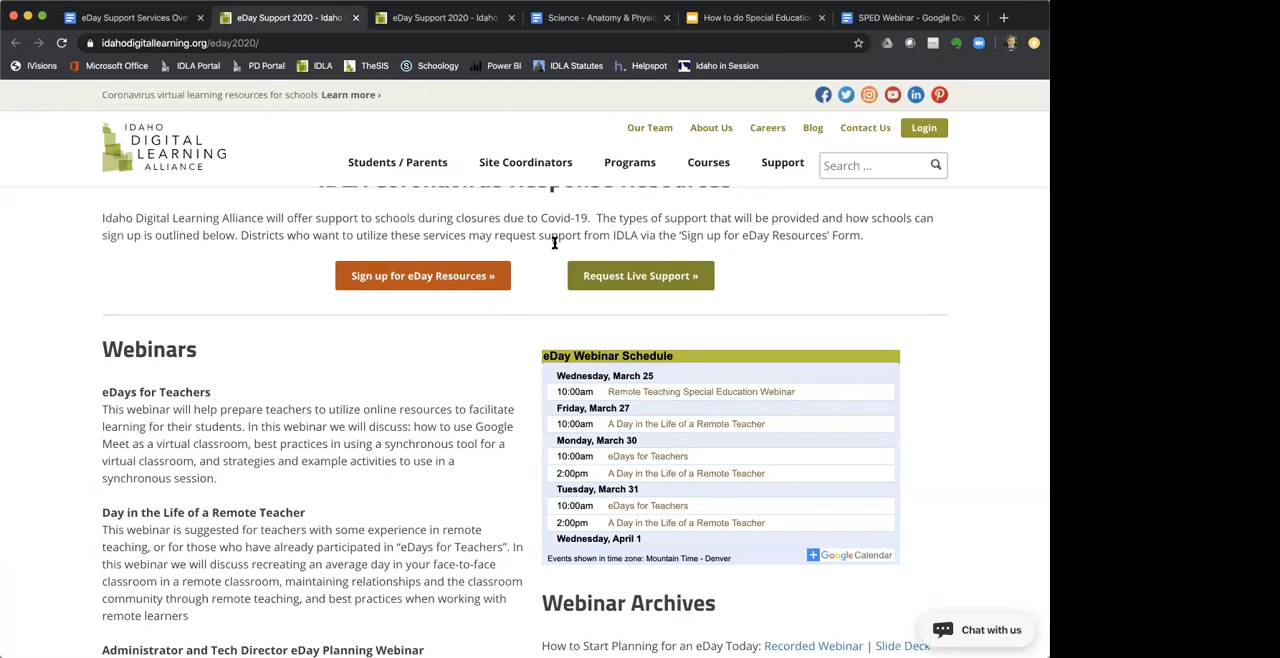 eDay Support Services Ove
eDay Support 2020 - Idaho
eDay Support 2020 - Idaho
Science - Anatomy & Physic
How to do Special Education
SPED Webinar - Google Doc
idahodigitallearning.org/eday2020/
IVisions
Microsoft Office
IDLA Portal
PD Portal
IDLA
TheSIS
Schoology
Power BI
IDLA Statutes
Helpspot
Idaho in Session
Coronavirus virtual learning resources for schools Learn more ›
IDAHO
DIGITAL
LEARNING
ALLIANCE
Our Team
About Us
Careers
Blog
Contact Us
Login
Students / Parents
Site Coordinators
Programs
Courses
Support
Search ...
IDLA Coronavirus Response Resources
Idaho Digital Learning Alliance will offer support to schools during closures due to Covid-19. The types of support that will be provided and how schools can
sign up is outlined below. Districts who want to utilize these services may request support from IDLA via the ‘Sign up for eDay Resources’ Form.
Sign up for eDay Resources »
Request Live Support »
Webinars
eDays for Teachers
This webinar will help prepare teachers to utilize online resources to facilitate
learning for their students. In this webinar we will discuss: how to use Google
Meet as a virtual classroom, best practices in using a synchronous tool for a
virtual classroom, and strategies and example activities to use in a
synchronous session.
Day in the Life of a Remote Teacher
This webinar is suggested for teachers with some experience in remote
teaching, or for those who have already participated in “eDays for Teachers”. In
this webinar we will discuss recreating an average day in your face-to-face
classroom in a remote classroom, maintaining relationships and the classroom
community through remote teaching, and best practices when working with
remote learners
Administrator and Tech Director eDay Planning Webinar
eDay Webinar Schedule
Wednesday, March 25
10:00am Remote Teaching Special Education Webinar
Friday, March 27
10:00am A Day in the Life of a Remote Teacher
Monday, March 30
10:00am eDays for Teachers
2:00pm A Day in the Life of a Remote Teacher
Tuesday, March 31
10:00am eDays for Teachers
2:00pm A Day in the Life of a Remote Teacher
Wednesday, April 1
Events shown in time zone: Mountain Time - Denver
Google Calendar
Webinar Archives
How to Start Planning for an eDay Today: Recorded Webinar | Slide Deck
Chat with us